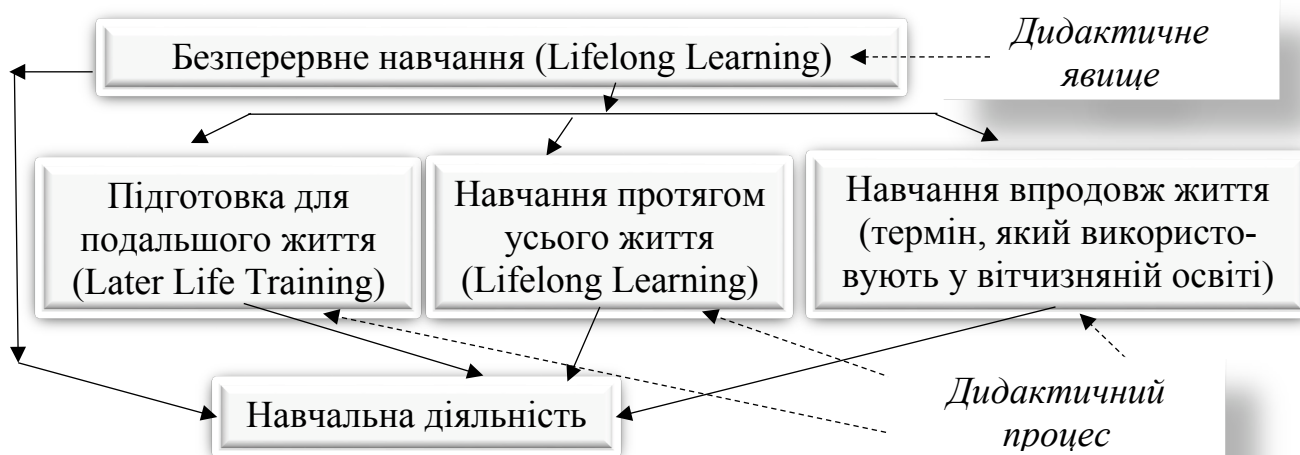 Безперервне навчання (Lifelong Learning)
Дидактичне
явище
Підготовка для
подальшого життя
(Later Life Training)
Навчання протягом
усього життя
(Lifelong Learning)
Навчання впродовж життя
(термін, який використо-
вують у вітчизняній освіті)
Навчальна діяльність
Дидактичний
процес